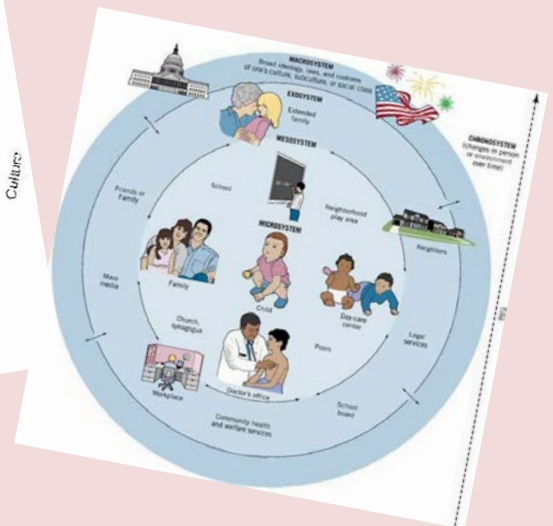 Culture
MACROSYSTEM
Broad ideology, laws, and customs
of one's culture, subculture, or social class
EXOSYSTEM
Extended
family
MESOSYSTEM
CHRONOSYSTEM
(changes in person
or environment
over time)
School
Friends of
Family
Neighborhood
play area
MICROSYSTEM
Neighbors
Family
Child
Day-care
center
Mass
media
Church,
synagogue
Peers
Legal
services
Doctor's office
Workplace
School
board
Community health
and welfare services